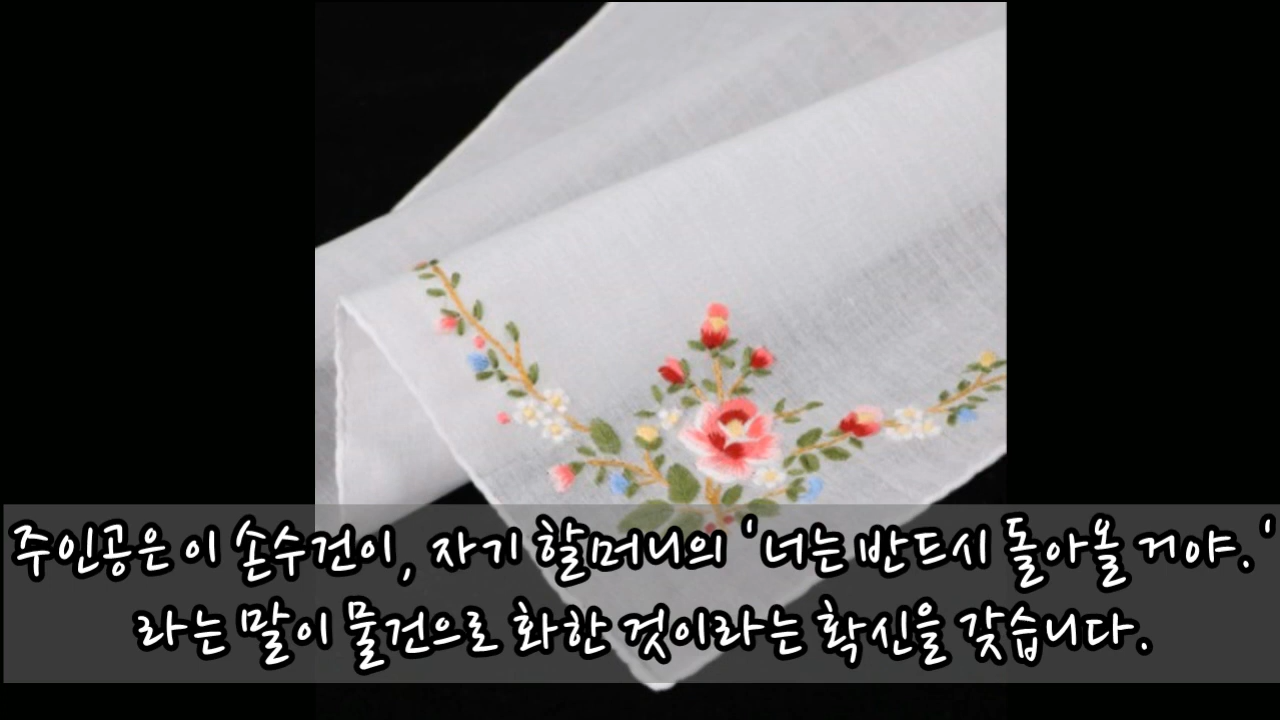 주인공은 이 손수건이, 자기 할머니의 '너는 반드시 돌아올 거야.'
라는 말이 물건으로 화한 것이라는 확신을 갖습니다.